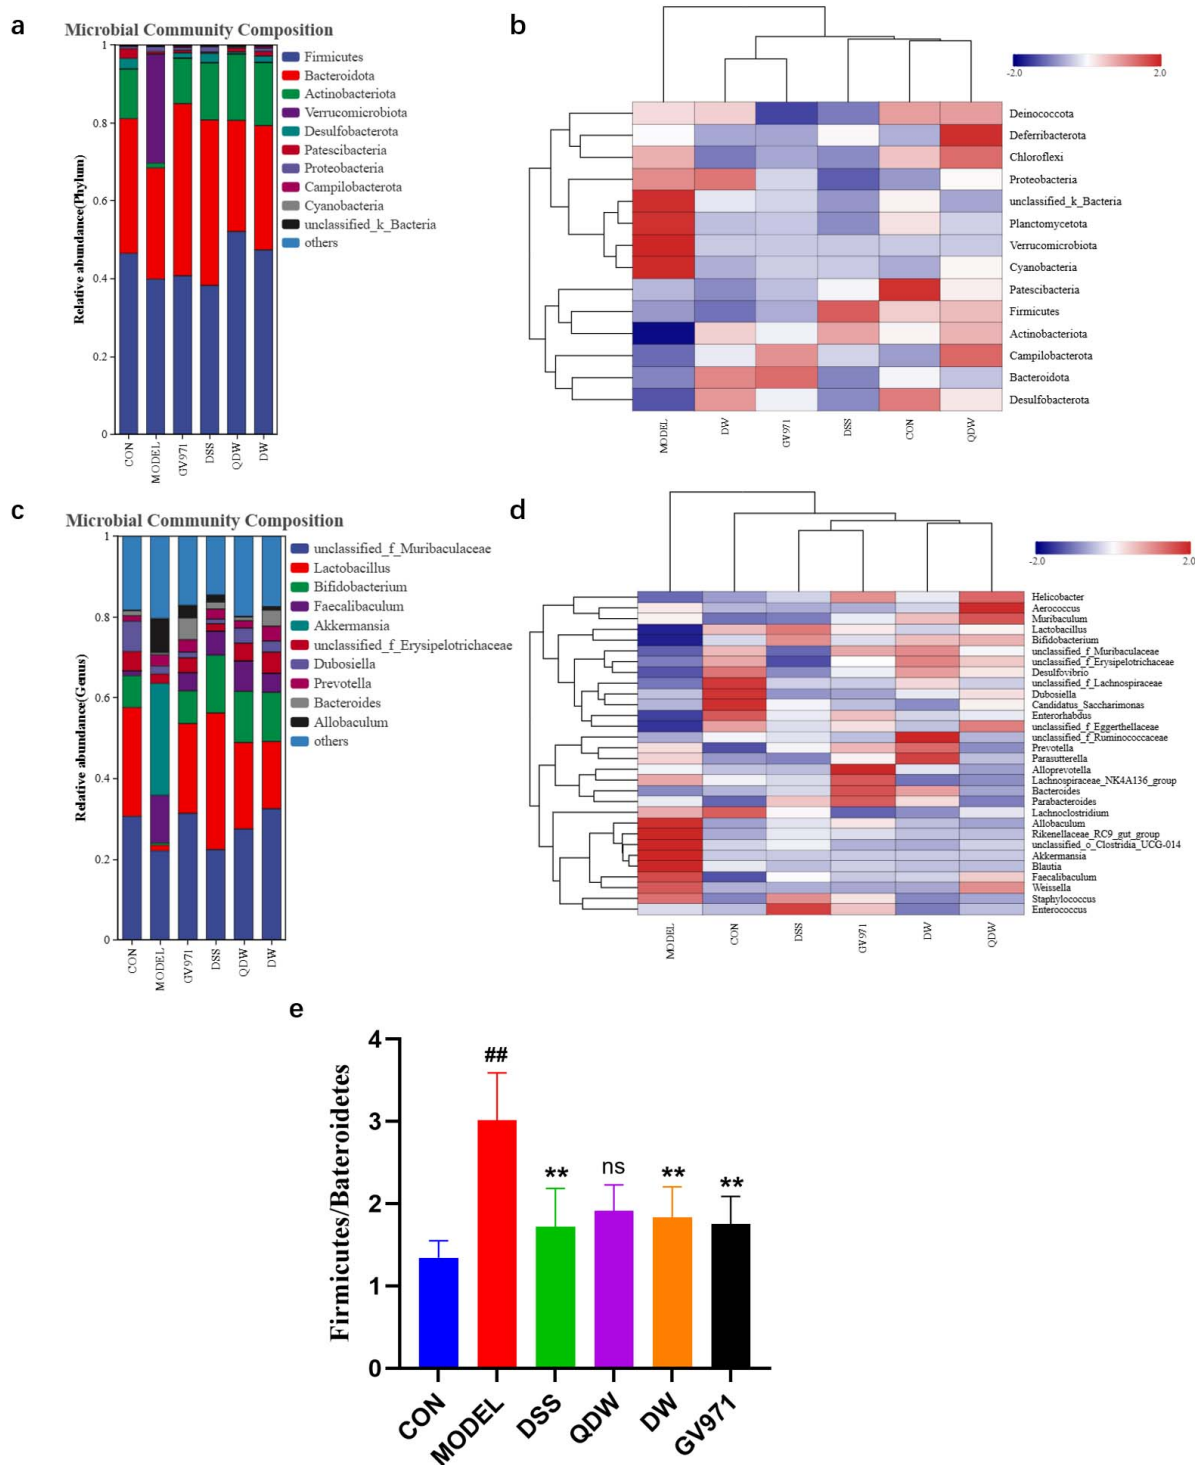 a
Microbial Community Composition
Relative abundance(Phylum)
1
0.8
0.6
0.4
0.2
0
CON
MODEL
GV971
DSS
QDW
DW
Firmicutes
Bacteroidota
Actinobacteriota
Verrucomicrobiota
Desulfobacterota
Patescibacteria
Proteobacteria
Campilobacterota
Cyanobacteria
unclassified_k_Bacteria
others
b
-2.0
0
2.0
Deinococcota
Deferribacterota
Chloroflexi
Proteobacteria
unclassified_k_Bacteria
Planctomycetota
Verrucomicrobiota
Cyanobacteria
Patescibacteria
Firmicutes
Actinobacteriota
Campilobacterota
Bacteroidota
Desulfobacterota
MODEL
DW
GV971
DSS
CON
QDW
c
Microbial Community Composition
Relative abundance(Genus)
1
0.8
0.6
0.4
0.2
0
CON
MODEL
GV971
DSS
QDW
DW
unclassified_f_Muribaculaceae
Lactobacillus
Bifidobacterium
Faecalibaculum
Akkermansia
unclassified_f_Erysipelotrichaceae
Dubosiella
Prevotella
Bacteroides
Allobaculum
others
d
-2.0
0
2.0
Helicobacter
Aerococcus
Muribaculum
Lactobacillus
Bifidobacterium
unclassified_f_Muribaculaceae
unclassified_f_Erysipelotrichaceae
Desulfovibrio
unclassified_f_Lachnospiraceae
Dubosiella
Candidatus_Saccharimonas
Enterorhabdus
unclassified_f_Eggerthellaceae
unclassified_f_Ruminococcaceae
Prevotella
Parasutterella
Alloprevotella
Lachnospiraceae_NK4A136_group
Bacteroides
Parabacteroides
Lachnoclostridium
Allobaculum
Rikenellaceae_RC9_gut_group
unclassified_o_Clostridia_UCG-014
Akkermansia
Blautia
Faecalibaculum
Weissella
Staphylococcus
Enterococcus
MODEL
CON
DSS
GV971
DW
QDW
e
Firmicutes/Bateroidetes
4
3
2
1
0
##
**
ns
**
**
CON
MODEL
DSS
QDW
DW
GV971